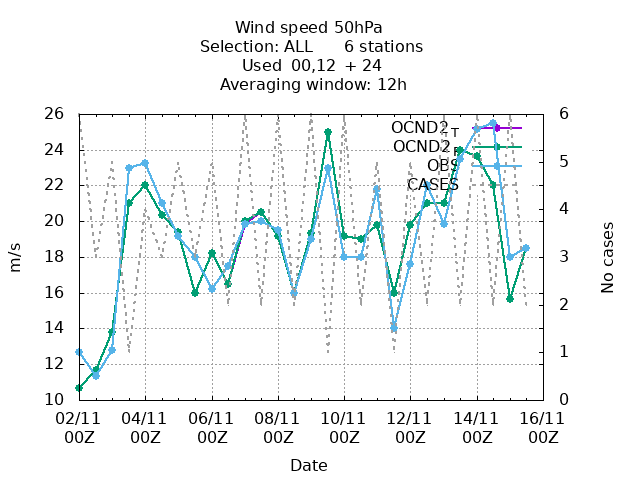 Wind speed 50hPa
Selection: ALL 6 stations
Used 00,12 + 24
Averaging window: 12h
26 24 22 20 18 16 14 12 10
m/s
6 5 4 3 2 1 0
No cases
OCND2_TT
OCND2_
OBS
CASES
02/11 04/11 06/11 08/11 10/11 12/11 14/11 16/11
00Z 00Z 00Z 00Z 00Z 00Z 00Z 00Z
Date